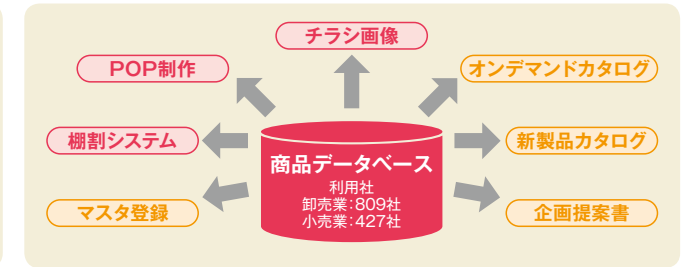 チラシ画像
POP制作
オンデマンドカタログ
棚割システム
新製品カタログ
商品データベース
利用社
卸売業:809社
小売業:427社
マスタ登録
企画提案書